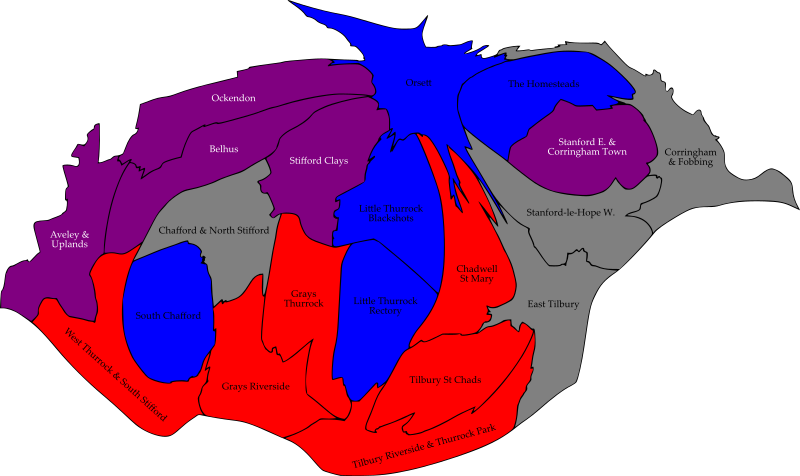 Orsett
The Homesteads
Ockendon
Belhus
Stifford Clays
Stanford E. &
Corringham Town
Corringham
& Fobbing
Little Thurrock
Blackshots
Stanford-le-Hope W.
Aveley &
Uplands
Chafford & North Stifford
Chadwell
St Mary
Grays
Thurrock
Little Thurrock
Rectory
East Tilbury
South Chafford
West Thurrock & South Stifford
Grays Riverside
Tilbury St Chads
Tilbury Riverside & Thurrock Park